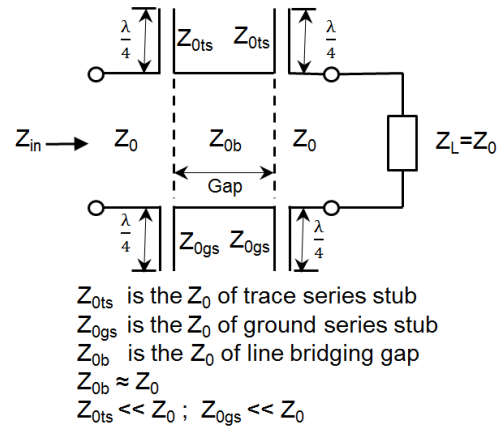 λ/4 Z0ts Z0ts λ/4
Zin Z0 Z0b Z0 ZL=Z0
Gap
λ/4 Z0gs Z0gs λ/4
Z0ts is the Z0 of trace series stub
Z0gs is the Z0 of ground series stub
Z0b is the Z0 of line bridging gap
Z0b ≈ Z0
Z0ts << Z0 ; Z0gs << Z0